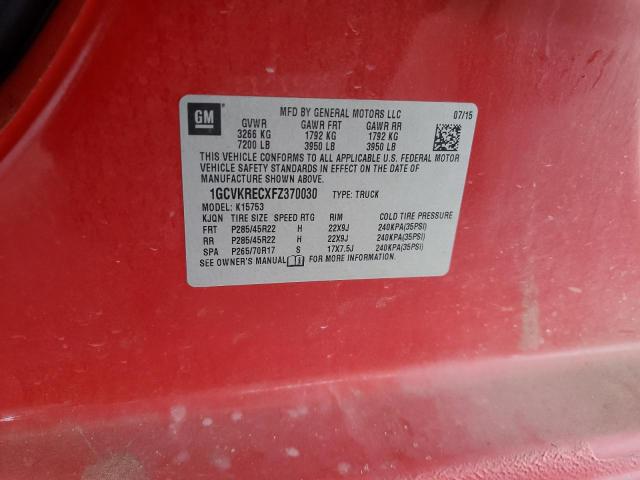 GM
MFD BY GENERAL MOTORS LLC 07/15
GVWR GAWR FRT GAWR RR
3266 KG 1792 KG 1792 KG
7200 LB 3950 LB 3950 LB
THIS VEHICLE CONFORMS TO ALL APPLICABLE U.S. FEDERAL MOTOR
VEHICLE SAFETY STANDARDS IN EFFECT ON THE DATE OF
MANUFACTURE SHOWN ABOVE.
1GCVKRECXFZ370030 TYPE: TRUCK
MODEL: K15753
KJQN TIRE SIZE SPEED RTG RIM COLD TIRE PRESSURE
FRT P285/45R22 H 22X9J 240KPA(35PSI)
RR P285/45R22 H 22X9J 240KPA(35PSI)
SPA P265/70R17 S 17X7.5J 240KPA(35PSI)
SEE OWNER'S MANUAL FOR MORE INFORMATION.